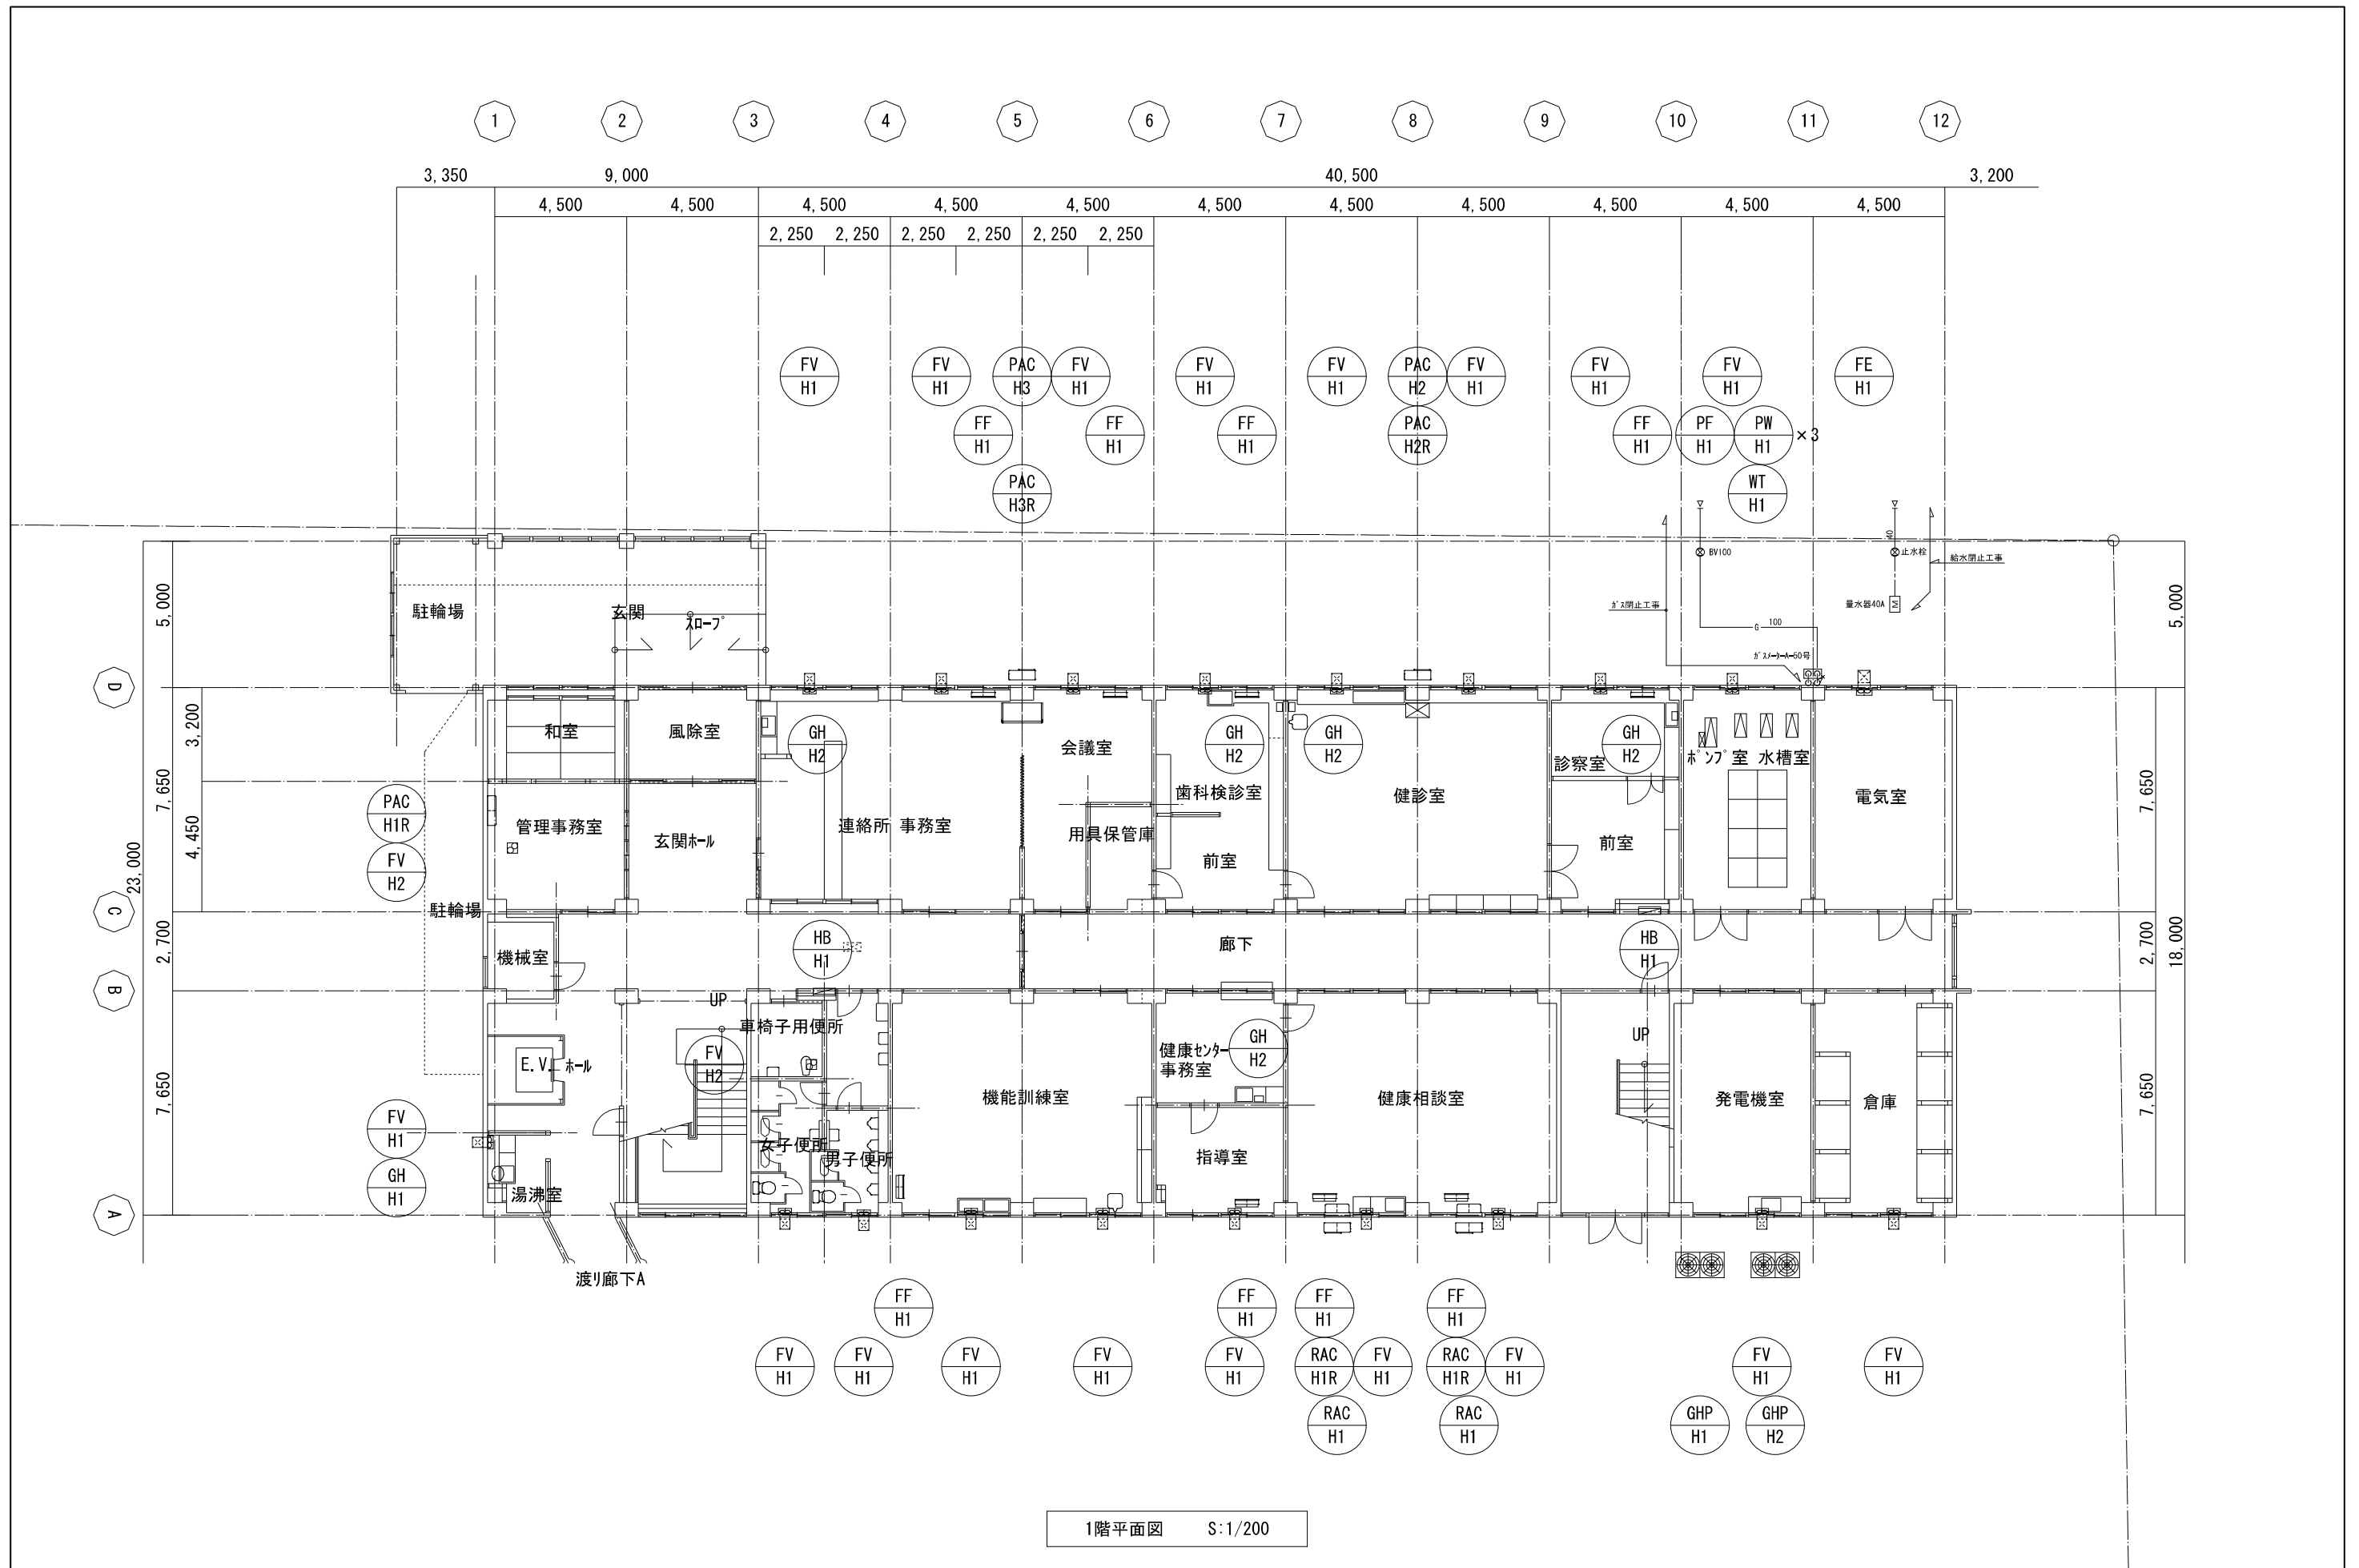 1 2 3 4 5 6 7 8 9 10 11 12
3,350 9,000 40,500 3,200
4,500 4,500 4,500 4,500 4,500 4,500 4,500 4,500 4,500 4,500 4,500
2,250 2,250 2,250 2,250 2,250 2,250
FV H1
FV H1
PAC H3
FV H1
FV H1
FV H1
PAC H2
FV H1
FV H1
FV H1
FE H1
FF H1
FF H1
FF H1
PAC H2R
FF H1
PF H1
PW H1
×3
PAC H3R
WT H1
BV100
40
止水栓
給水閉止工事
ｶﾞｽ閉止工事
量水器40A
M
G
100
ｶﾞｽﾒｰﾀｰA-50号
5,000
駐輪場
玄関
ｽﾛｰﾌﾟ
5,000
D
3,200
和室
風除室
GH H2
会議室
GH H2
GH H2
診察室
GH H2
ﾎﾟﾝﾌﾟ室
水槽室
7,650
4,450
23,000
PAC H1R
FV H2
管理事務室
玄関ﾎｰﾙ
連絡所 事務室
用具保管庫
歯科検診室
前室
健診室
前室
電気室
7,650
C
駐輪場
2,700
機械室
HB H1
廊下
HB H1
2,700
18,000
B
UP
車椅子用便所
FV H2
E.V.
ﾎｰﾙ
健康ｾﾝﾀｰ
事務室
GH H2
UP
7,650
機能訓練室
健康相談室
発電機室
倉庫
7,650
FV H1
GH H1
女子便所
男子便所
指導室
湯沸室
A
渡り廊下A
FF H1
FF H1
FF H1
FF H1
FV H1
FV H1
FV H1
FV H1
FV H1
RAC H1R
FV H1
RAC H1R
FV H1
FV H1
FV H1
RAC H1
RAC H1
GHP H1
GHP H2
1階平面図 S:1/200